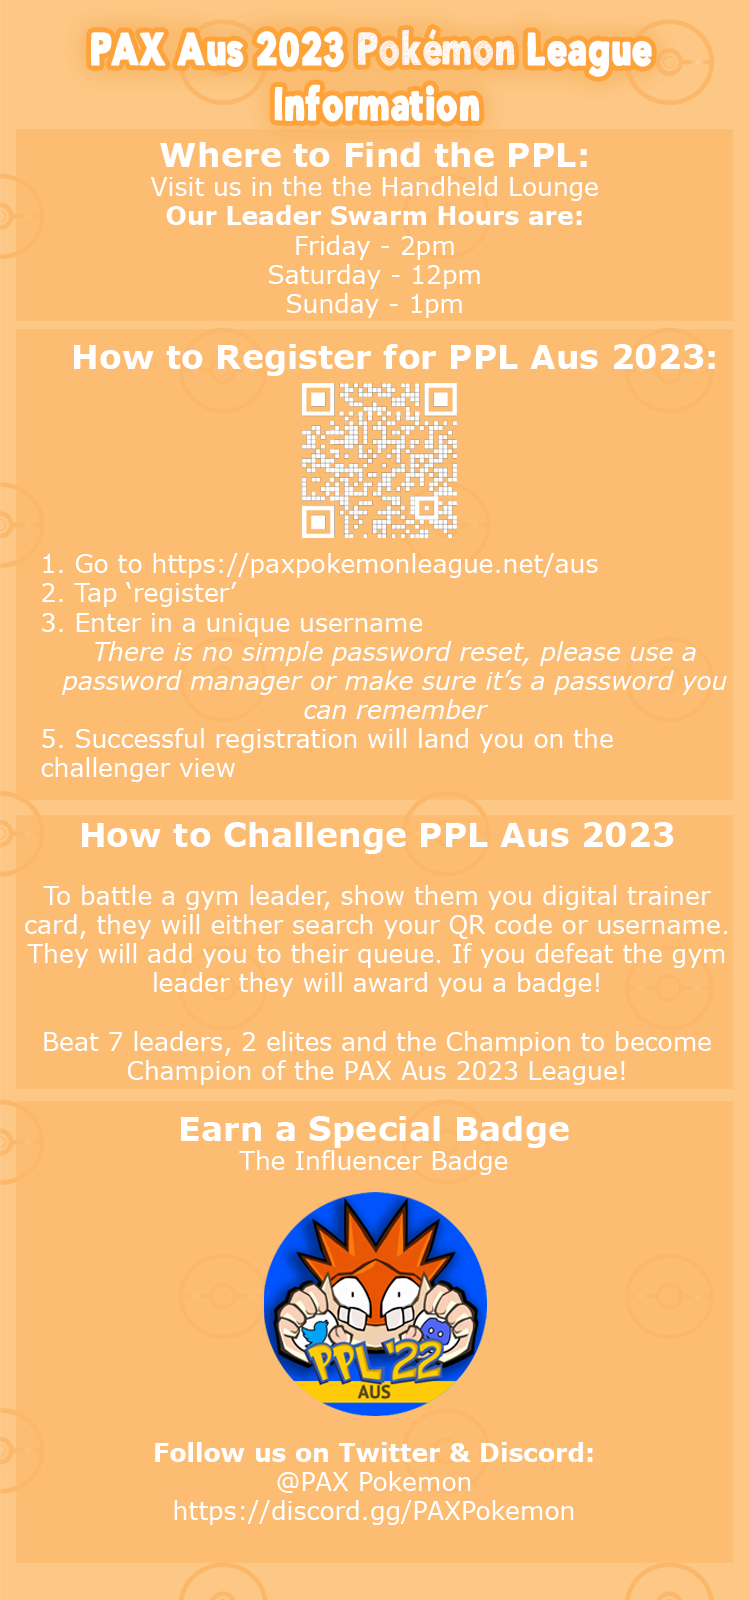 PAX Aus 2023 Pokémon League
Information
Where to Find the PPL:
Visit us in the the Handheld Lounge
Our Leader Swarm Hours are:
Friday - 2pm
Saturday - 12pm
Sunday - 1pm
How to Register for PPL Aus 2023:
1. Go to https://paxpokemonleague.net/aus
2. Tap ‘register’
3. Enter in a unique username
There is no simple password reset, please use a
password manager or make sure it’s a password you
can remember
5. Successful registration will land you on the
challenger view
How to Challenge PPL Aus 2023
To battle a gym leader, show them you digital trainer
card, they will either search your QR code or username.
They will add you to their queue. If you defeat the gym
leader they will award you a badge!
Beat 7 leaders, 2 elites and the Champion to become
Champion of the PAX Aus 2023 League!
Earn a Special Badge
The Influencer Badge
PPL '22
AUS
Follow us on Twitter & Discord:
@PAX Pokemon
https://discord.gg/PAXPokemon